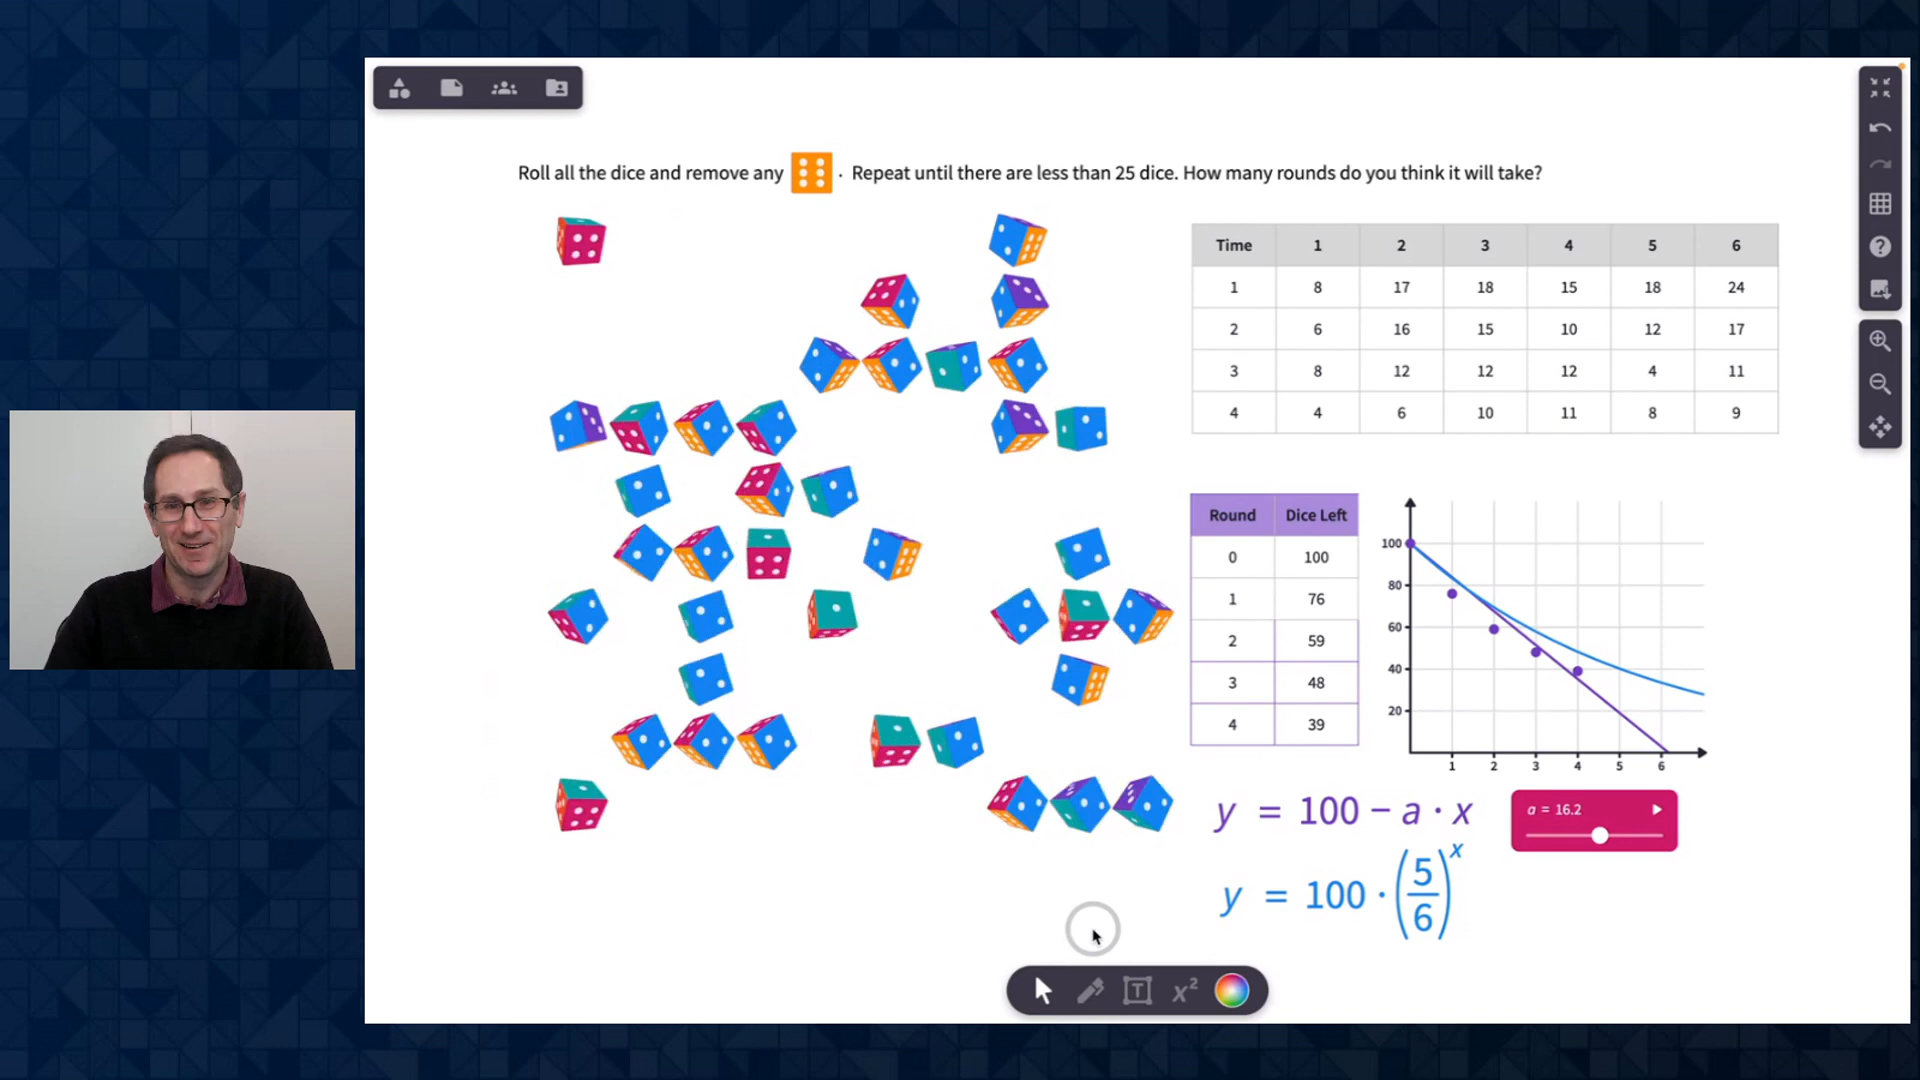 Roll all the dice and remove any . Repeat until there are less than 25 dice. How many rounds do you think it will take?
Time 1 2 3 4 5 6
1 8 17 18 15 18 24
2 6 16 15 10 12 17
3 8 12 12 12 4 11
4 4 6 10 11 8 9
Round Dice Left
0 100
1 76
2 59
3 48
4 39
100
80
60
40
20
1 2 3 4 5 6
y = 100 − a · x
a = 16.2
y = 100 · (5/6)^x
T
x²
?